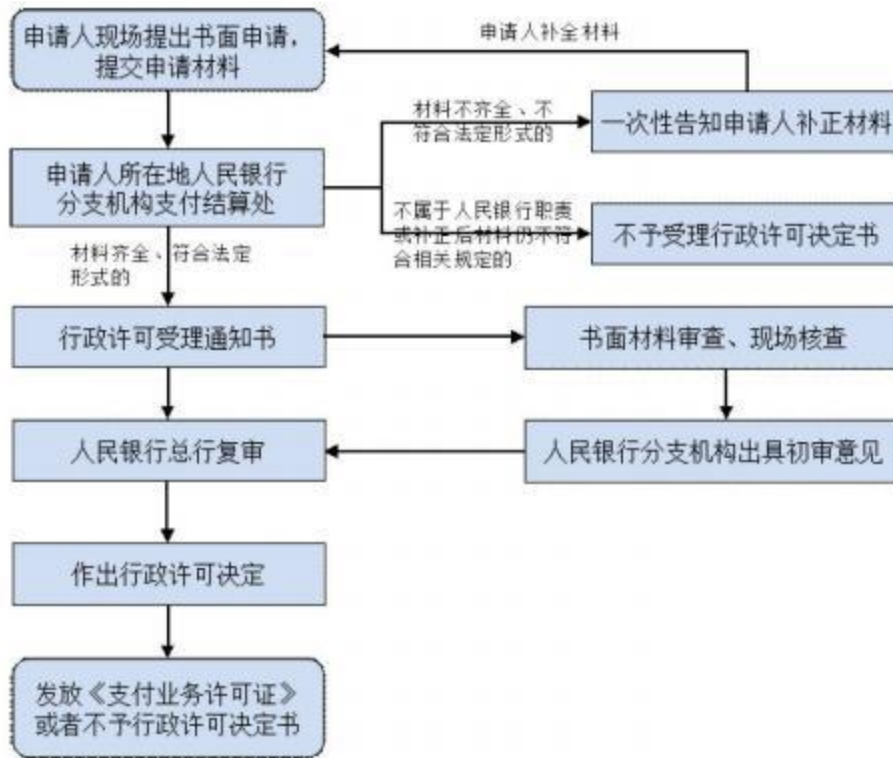 申请人现场提出书面申请，
提交申请材料
申请人补全材料
材料不齐全、不
符合法定形式的
一次性告知申请人补正材料
申请人所在地人民银行
分支机构支付结算处
不属于人民银行职责
或补正后材料仍不符
合相关规定的
不予受理行政许可决定书
材料齐全、符合法定
形式的
行政许可受理通知书
书面材料审查、现场核查
人民银行总行复审
人民银行分支机构出具初审意见
作出行政许可决定
发放《支付业务许可证》
或者不予行政许可决定书